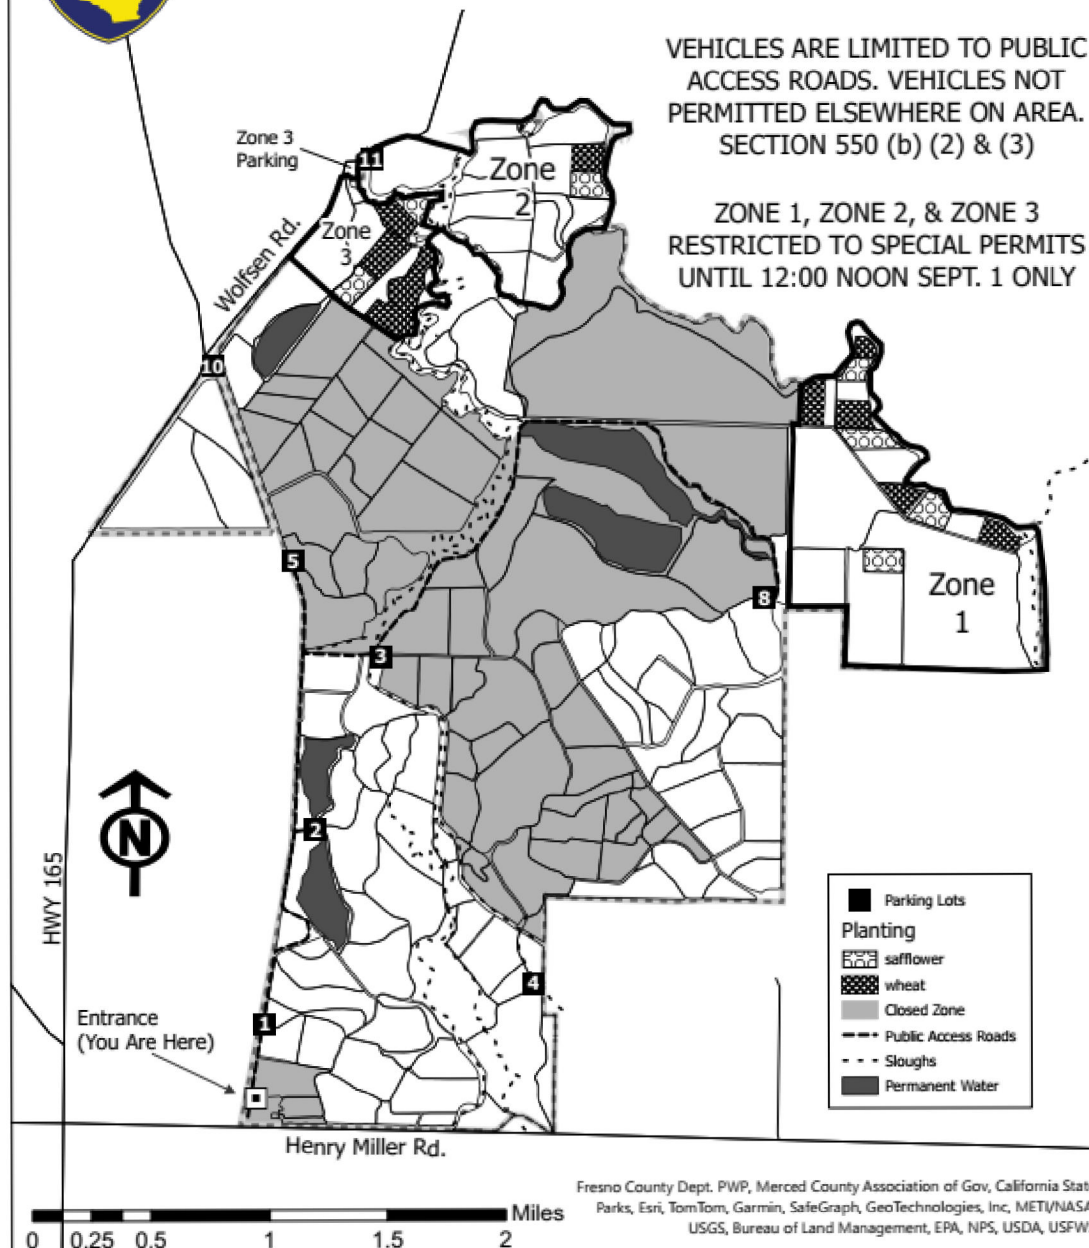 VEHICLES ARE LIMITED TO PUBLIC
ACCESS ROADS. VEHICLES NOT
PERMITTED ELSEWHERE ON AREA.
SECTION 550 (b) (2) & (3)
ZONE 1, ZONE 2, & ZONE 3
RESTRICTED TO SPECIAL PERMITS
UNTIL 12:00 NOON SEPT. 1 ONLY
Zone 3
Parking
11
Zone
2
Zone
3
Wolfsen Rd.
10
5
8
Zone
1
3
2
N
HWY 165
4
1
Entrance
(You Are Here)
Henry Miller Rd.
Parking Lots
Planting
safflower
wheat
Closed Zone
Public Access Roads
Sloughs
Permanent Water
Fresno County Dept. PWP, Merced County Association of Gov, California Stat
Parks, Esri, TomTom, Garmin, SafeGraph, GeoTechnologies, Inc, METI/NASA
USGS, Bureau of Land Management, EPA, NPS, USDA, USFW
Miles
0 0.25 0.5 1 1.5 2